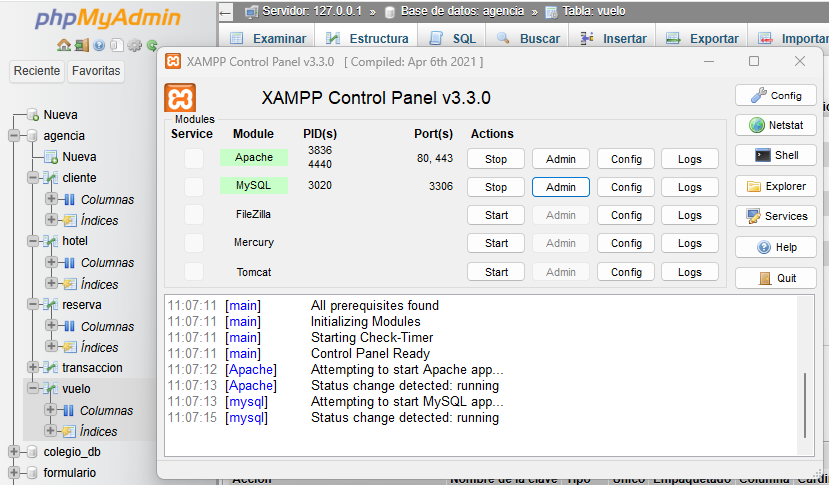 phpMyAdmin
Reciente Favoritas
Nueva
agencia
Nueva
cliente
Columnas
Índices
hotel
Columnas
Índices
reserva
Columnas
Índices
transaccion
vuelo
Columnas
Índices
colegio_db
formulario
Servidor: 127.0.0.1 » Base de datos: agencia » Tabla: vuelo
Examinar Estructura SQL Buscar Insertar Exportar Importar
XAMPP Control Panel v3.3.0 [ Compiled: Apr 6th 2021 ]
XAMPP Control Panel v3.3.0
Modules
Service Module PID(s) Port(s) Actions
Apache 3836 4440 80, 443 Stop Admin Config Logs
MySQL 3020 3306 Stop Admin Config Logs
FileZilla Start Admin Config Logs
Mercury Start Admin Config Logs
Tomcat Start Admin Config Logs
Config
Netstat
Shell
Explorer
Services
Help
Quit
11:07:11 [main] All prerequisites found
11:07:11 [main] Initializing Modules
11:07:11 [main] Starting Check-Timer
11:07:11 [main] Control Panel Ready
11:07:12 [Apache] Attempting to start Apache app...
11:07:13 [Apache] Status change detected: running
11:07:15 [mysql] Attempting to start MySQL app...
11:07:15 [mysql] Status change detected: running
Acción Nombre de la clave Tipo Único Empaquetado Columna